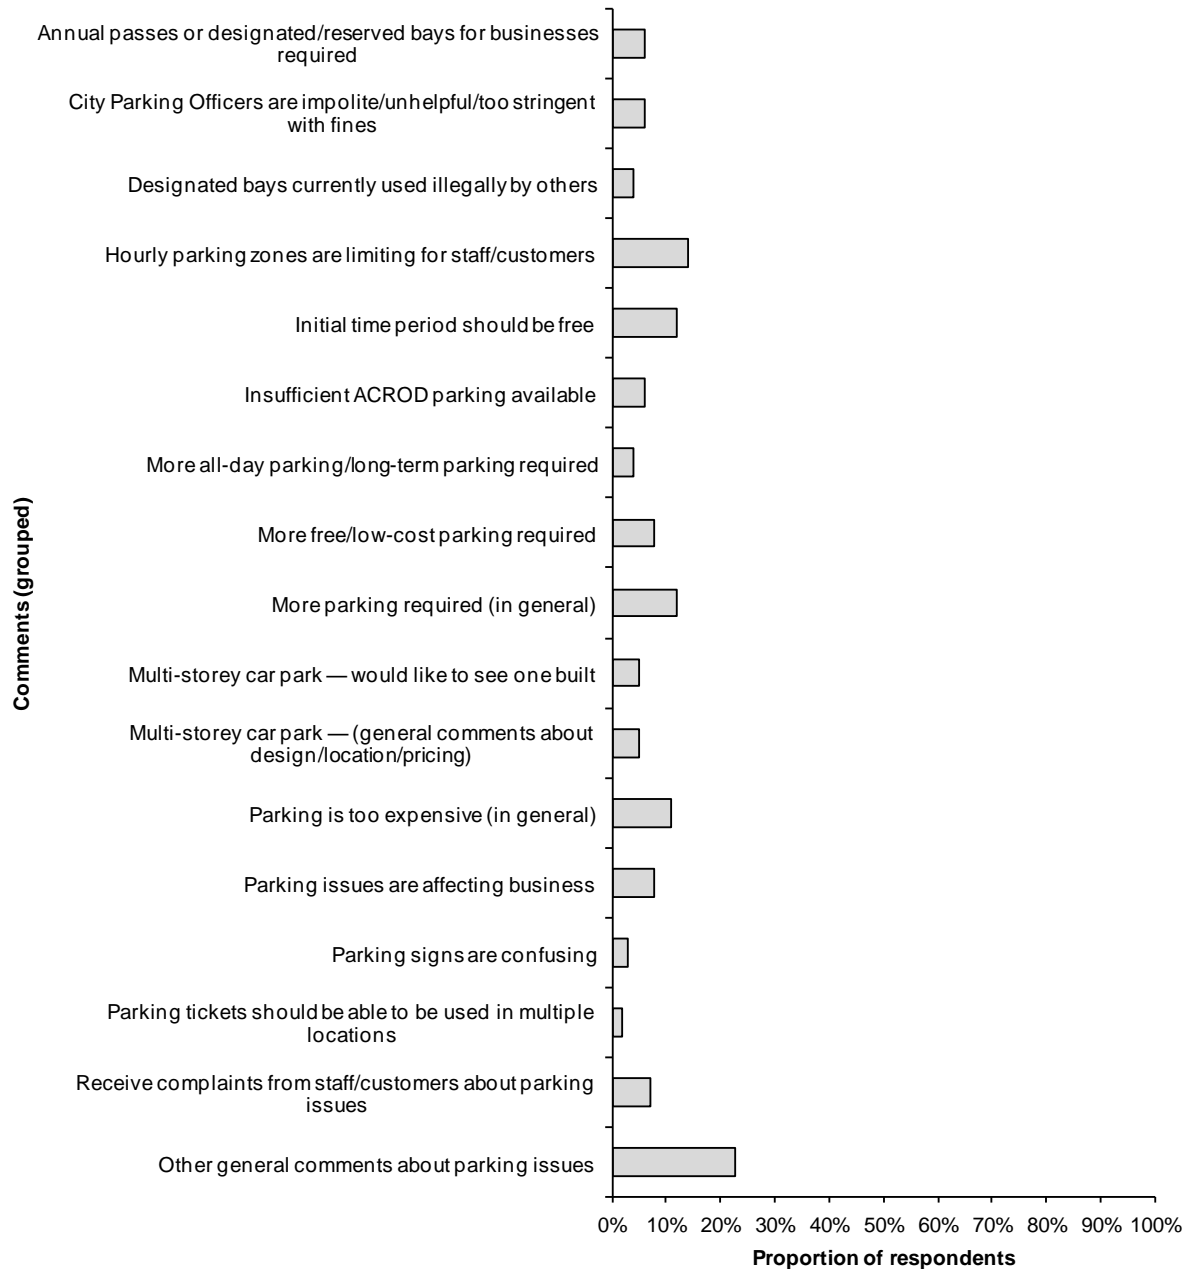 Annual passes or designated/reserved bays for businesses
required
City Parking Officers are impolite/unhelpful/too stringent
with fines
Designated bays currently used illegally by others
Hourly parking zones are limiting for staff/customers
Initial time period should be free
Insufficient ACROD parking available
More all-day parking/long-term parking required
More free/low-cost parking required
More parking required (in general)
Multi-storey car park — would like to see one built
Multi-storey car park — (general comments about
design/location/pricing)
Parking is too expensive (in general)
Parking issues are affecting business
Parking signs are confusing
Parking tickets should be able to be used in multiple
locations
Receive complaints from staff/customers about parking
issues
Other general comments about parking issues
Comments (grouped)
0% 10% 20% 30% 40% 50% 60% 70% 80% 90% 100%
Proportion of respondents